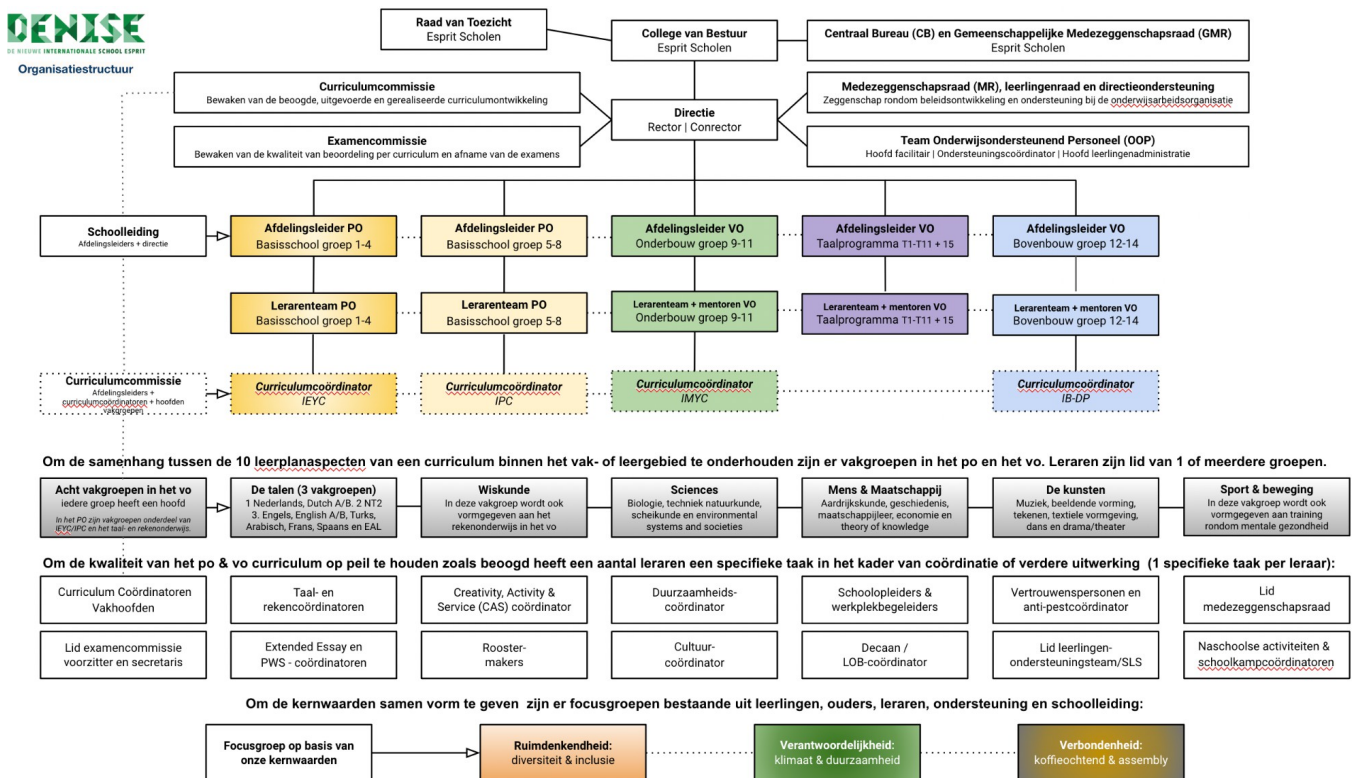 DENISE
DE NIEUWE INTERNATIONALE SCHOOL ESPRIT
Organisatiestructuur
Raad van Toezicht
Esprit Scholen
College van Bestuur
Esprit Scholen
Centraal Bureau (CB) en Gemeenschappelijke Medezeggenschapsraad (GMR)
Esprit Scholen
Curriculumcommissie
Bewaken van de beoogde, uitgevoerde en gerealiseerde curriculumontwikkeling
Medezeggenschapsraad (MR), leerlingenraad en directieondersteuning
Zeggenschap rondom beleidsontwikkeling en ondersteuning bij de onderwijsarbeidsorganisatie
Directie
Rector | Conrector
Examencommissie
Bewaken van de kwaliteit van beoordeling per curriculum en afname van de examens
Team Onderwijsondersteunend Personeel (OOP)
Hoofd facilitair | Ondersteuningscoördinator | Hoofd leerlingenadministratie
Schoolleiding
Afdelingsleiders + directie
Afdelingsleider PO
Basisschool groep 1-4
Afdelingsleider PO
Basisschool groep 5-8
Afdelingsleider VO
Onderbouw groep 9-11
Afdelingsleider VO
Taalprogramma T1-T11 + 15
Afdelingsleider VO
Bovenbouw groep 12-14
Lerarenteam PO
Basisschool groep 1-4
Lerarenteam PO
Basisschool groep 5-8
Lerarenteam + mentoren VO
Onderbouw groep 9-11
Lerarenteam + mentoren VO
Taalprogramma T1-T11 + 15
Lerarenteam + mentoren VO
Bovenbouw groep 12-14
Curriculumcommissie
Afdelingsleiders +
curriculumcoördinatoren + hoofden
vakgroepen
Curriculumcoördinator
IEYC
Curriculumcoördinator
IPC
Curriculumcoördinator
IMYC
Curriculumcoördinator
IB-DP
Om de samenhang tussen de 10 leerplanaspecten van een curriculum binnen het vak- of leergebied te onderhouden zijn er vakgroepen in het po en het vo. Leraren zijn lid van 1 of meerdere groepen.
Acht vakgroepen in het vo
iedere groep heeft een hoofd
In het PO zijn vakgroepen onderdeel van
IEYC/IPC en het taal- en rekenonderwijs.
De talen (3 vakgroepen)
1 Nederlands, Dutch A/B. 2 NT2
3. Engels, English A/B, Turks,
Arabisch, Frans, Spaans en EAL
Wiskunde
In deze vakgroep wordt ook
vormgegeven aan het
rekenonderwijs in het vo
Sciences
Biologie, techniek natuurkunde,
scheikunde en environmental
systems and societies
Mens & Maatschappij
Aardrijkskunde, geschiedenis,
maatschappijleer, economie en
theory of knowledge
De kunsten
Muziek, beeldende vorming,
tekenen, textiele vormgeving,
dans en drama/theater
Sport & beweging
In deze vakgroep wordt ook
vormgegeven aan training
rondom mentale gezondheid
Om de kwaliteit van het po & vo curriculum op peil te houden zoals beoogd heeft een aantal leraren een specifieke taak in het kader van coördinatie of verdere uitwerking (1 specifieke taak per leraar):
Curriculum Coördinatoren
Vakhoofden
Taal- en
rekencoördinatoren
Creativity, Activity &
Service (CAS) coördinator
Duurzaamheids-
coördinator
Schoolopleiders &
werkplekbegeleiders
Vertrouwenspersonen en
anti-pestcoördinator
Lid
medezeggenschapsraad
Lid examencommissie
voorzitter en secretaris
Extended Essay en
PWS - coördinatoren
Rooster-
makers
Cultuur-
coördinator
Decaan /
LOB-coördinator
Lid leerlingen-
ondersteuningsteam/SLS
Naschoolse activiteiten &
schoolkampcoördinatoren
Om de kernwaarden samen vorm te geven zijn er focusgroepen bestaande uit leerlingen, ouders, leraren, ondersteuning en schoolleiding:
Focusgroep op basis van
onze kernwaarden
Ruimdenkendheid:
diversiteit & inclusie
Verantwoordelijkheid:
klimaat & duurzaamheid
Verbondenheid:
koffieochtend & assembly